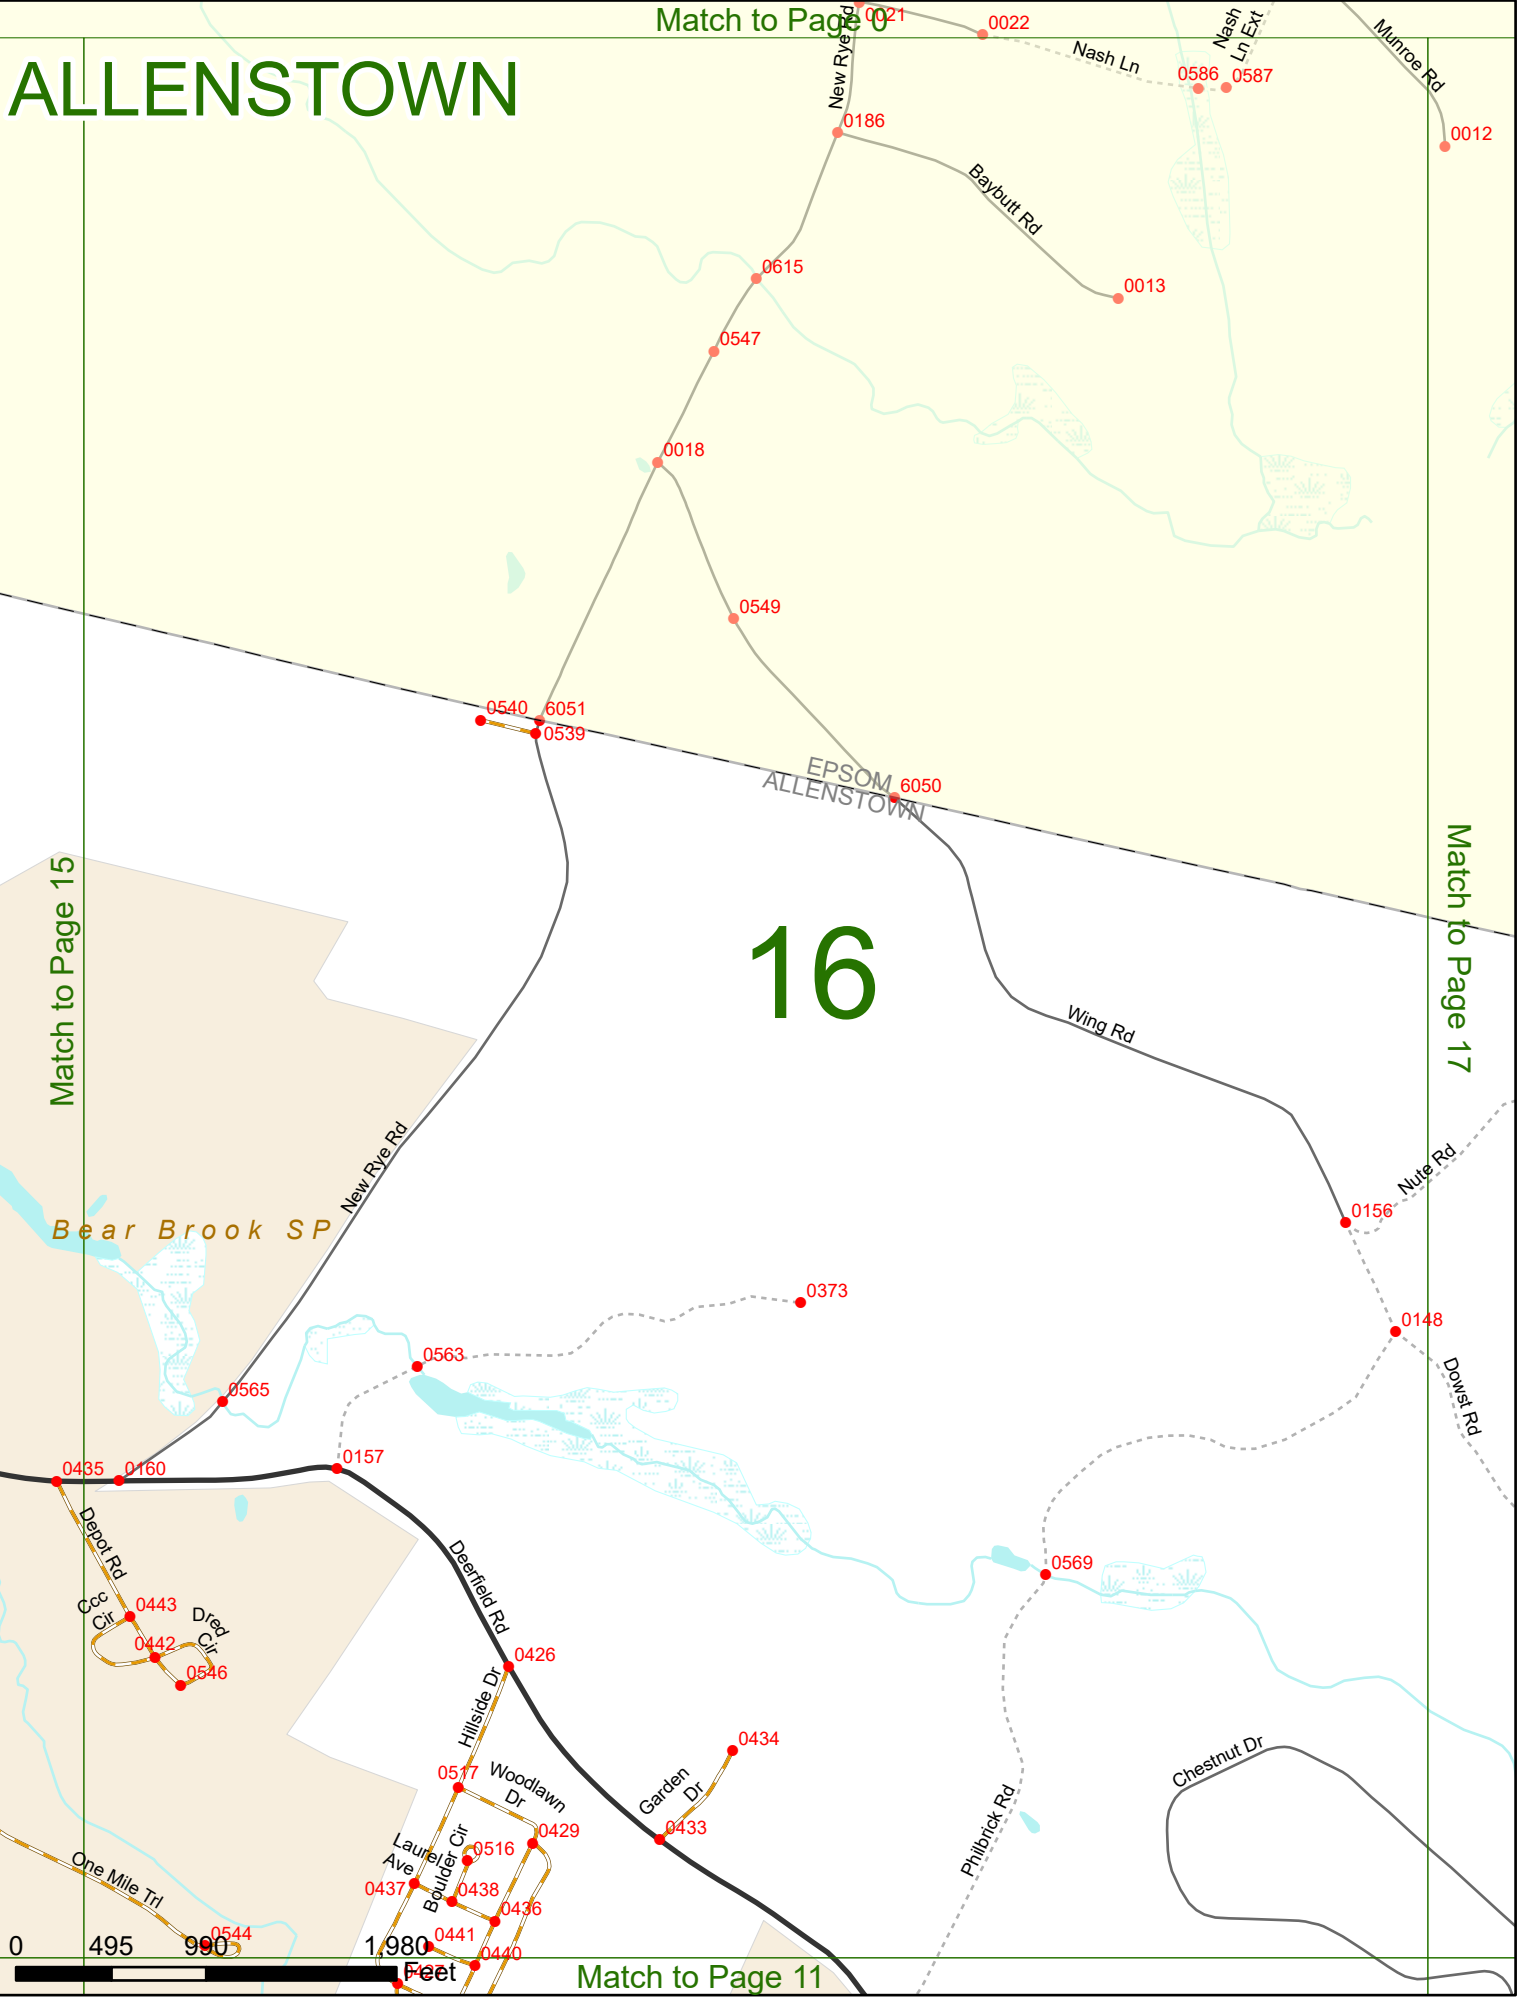 Match to Page 0
ALLENSTOWN
0021
0022
New Rye Rd
Nash Ln
Nash
Ln Ext
0586
0587
Munroe Rd
0012
0186
Baybutt Rd
0013
0615
0547
0018
0549
0540
6051
0539
EPSOM
ALLENSTOWN
6050
Match to Page 15
16
Match to Page 17
Wing Rd
New Rye Rd
Nute Rd
0156
Bear Brook SP
0373
0148
Dowst Rd
0563
0565
0157
0435
0160
Depot Rd
Deerfield Rd
0569
Ccc
Cir
0443
Dred
Cir
0442
0546
0426
Hillside Dr
0434
Garden
Dr
0433
Chestnut Dr
0517
Woodlawn
Dr
0429
Laurel
Ave
Boulder Cir
0516
0437
0438
0436
Philbrick Rd
One Mile Trl
0544
0441
0440
0427
0 495 990 1,980
Feet
Match to Page 11